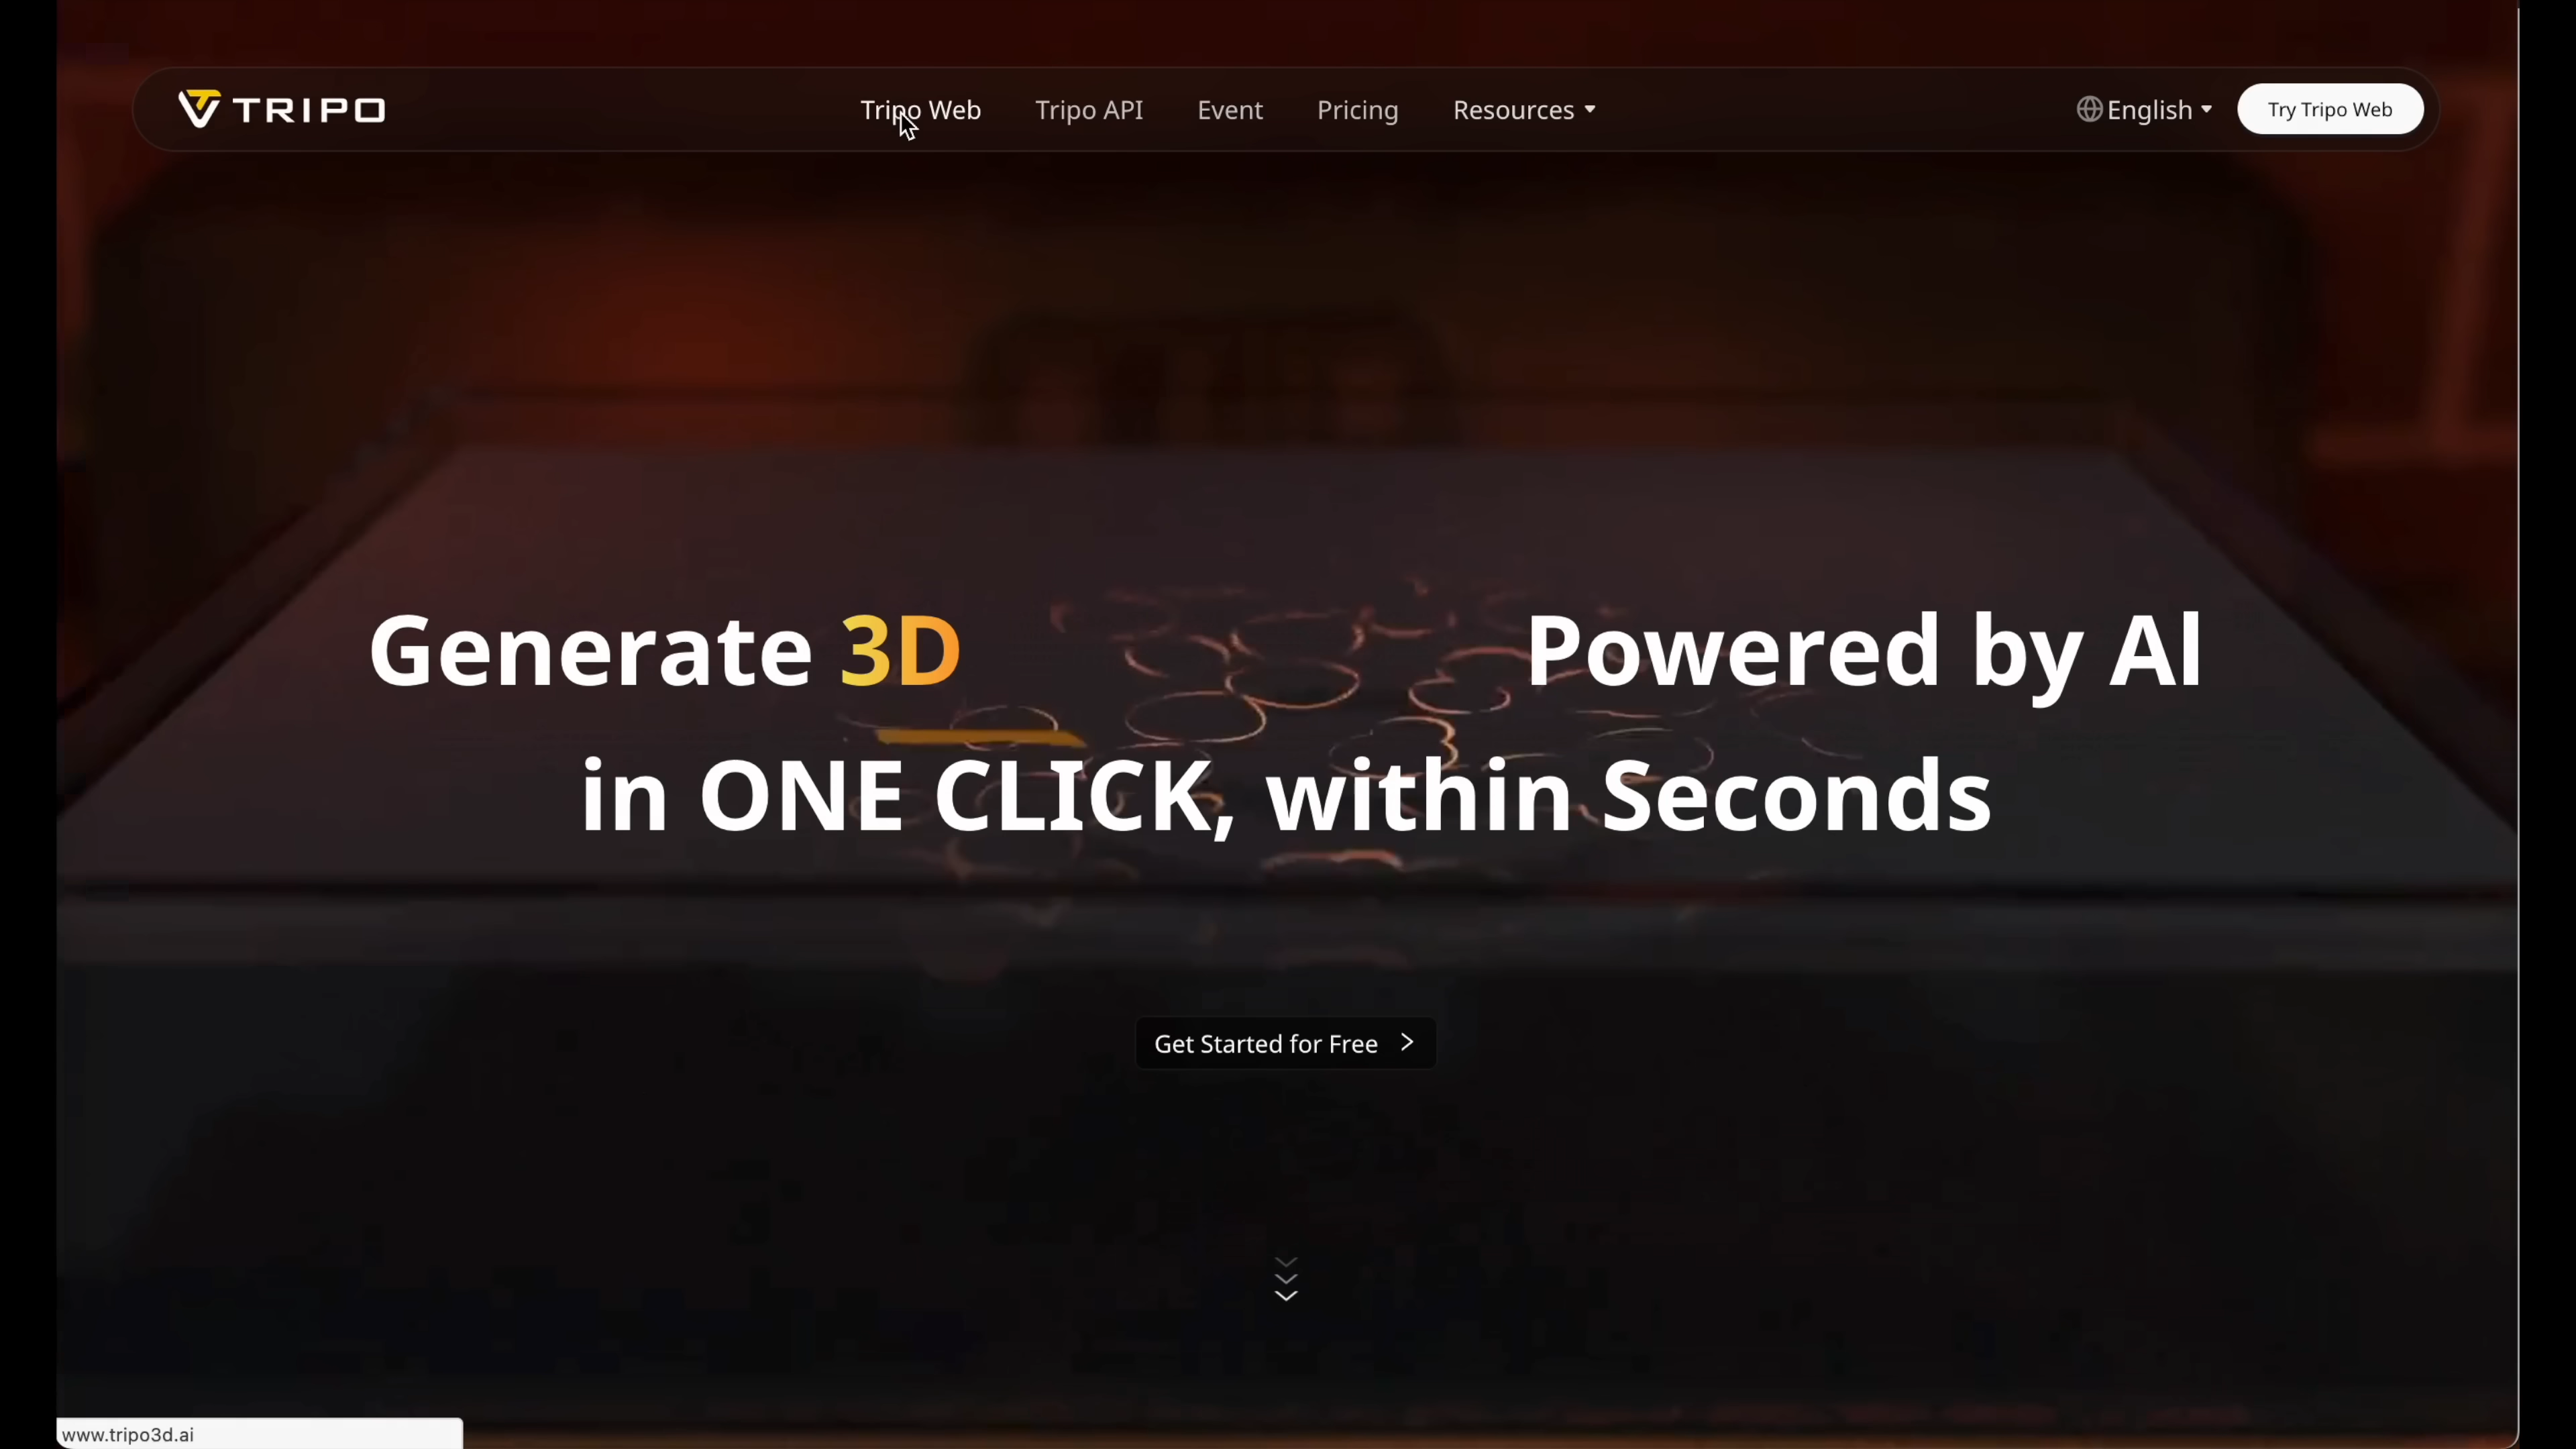 TRIPO
Tripo Web
Tripo API
Event
Pricing
Resources
English
Try Tripo Web
Generate 3D Powered by AI
in ONE CLICK, within Seconds
Get Started for Free
www.tripo3d.ai